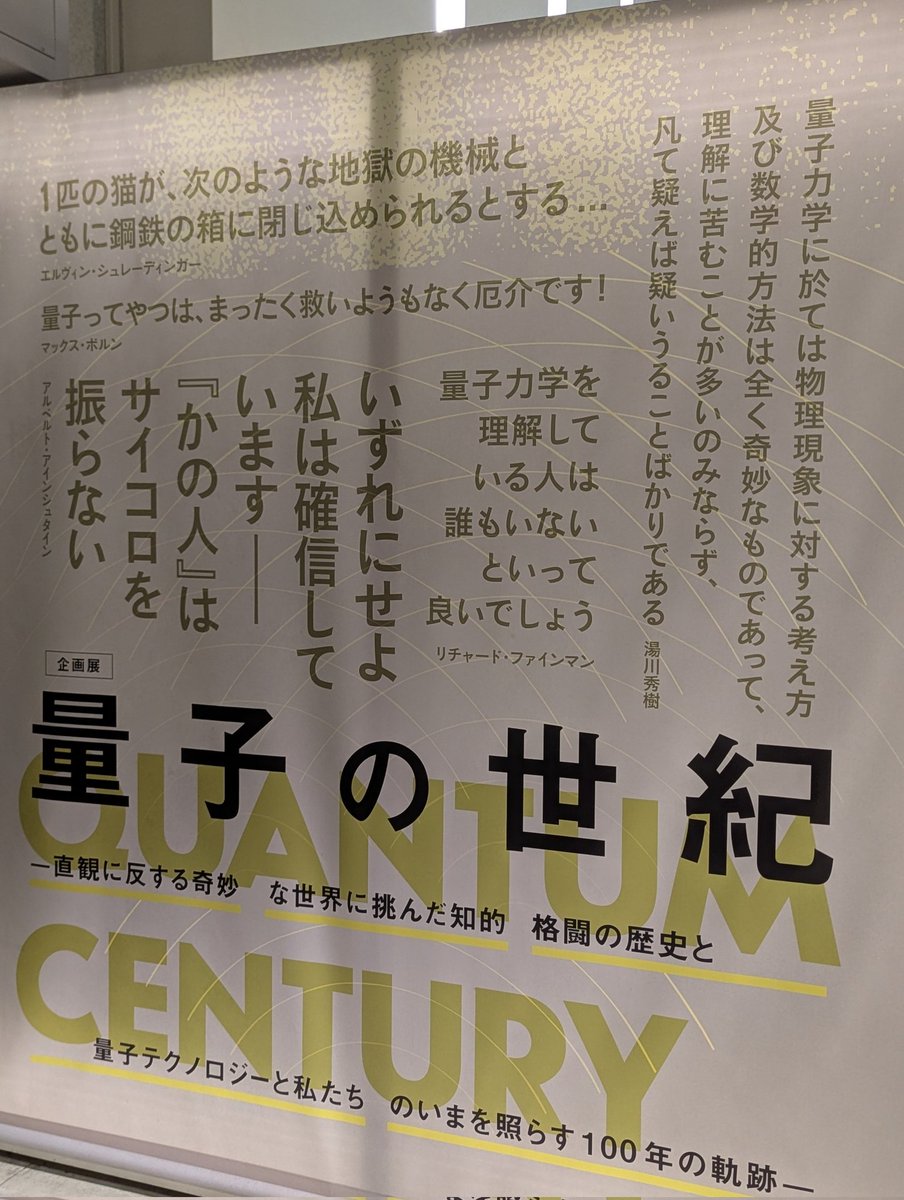 1匹の猫が、次のような地獄の機械と
ともに鋼鉄の箱に閉じ込められるとする...
エルヴィン・シュレーディンガー
量子ってやつは、まったく救いようもなく厄介です!
マックス・ボルン
量子力学に於ては物理現象に対する考え方
及び数学的方法は全く奇妙なものであって、
理解に苦むことが多いのみならず、
凡て疑えば疑いうることばかりである 湯川秀樹
量子力学を
理解して
いる人は
誰もいない
といって
良いでしょう
リチャード・ファインマン
いずれにせよ
私は確信して
います――
『かの人』は
サイコロを
振らない
アルベルト・アインシュタイン
企画展
量子の世紀
QUANTUM
―直観に反する奇妙な世界に挑んだ知的格闘の歴史と
CENTURY
量子テクノロジーと私たちのいまを照らす100年の軌跡―